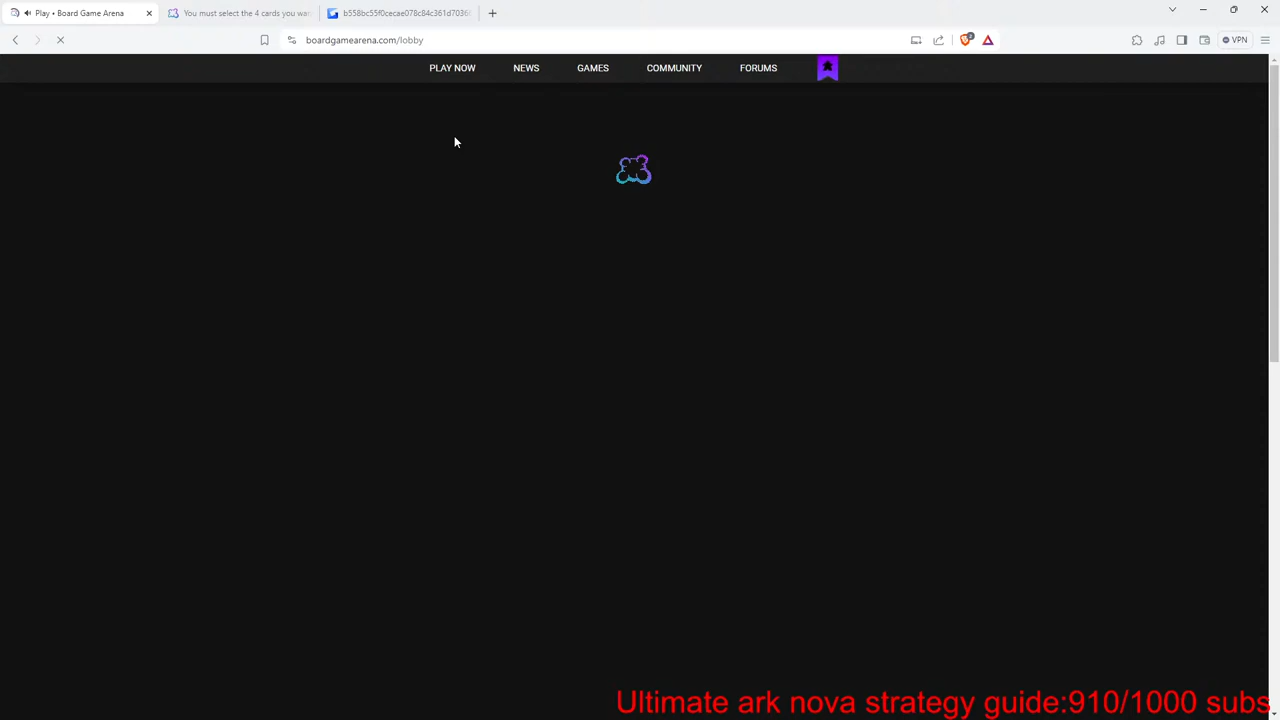 Play • Board Game Arena
You must select the 4 cards you wan
b558bc55f0cecae078c84c361d7036
boardgamearena.com/lobby
2
VPN
PLAY NOW
NEWS
GAMES
COMMUNITY
FORUMS
Ultimate ark nova strategy guide:910/1000 subs